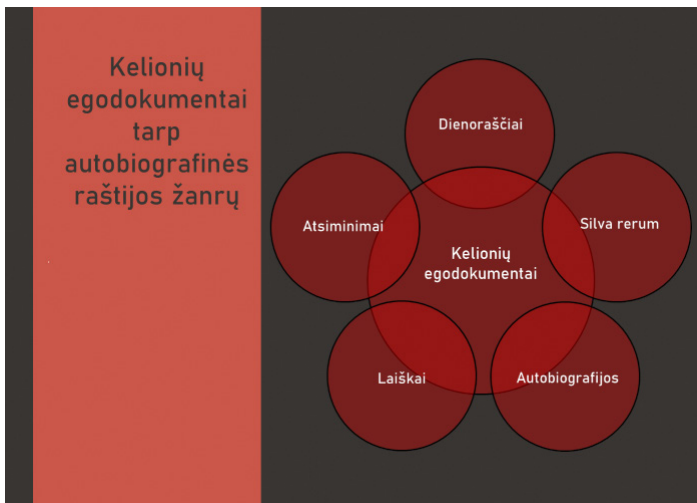 Kelionių
egodokumentai
tarp
autobiografinės
raštijos žanrų
Dienoraščiai
Atsiminimai
Silva rerum
Kelionių
egodokumentai
Laiškai
Autobiografijos